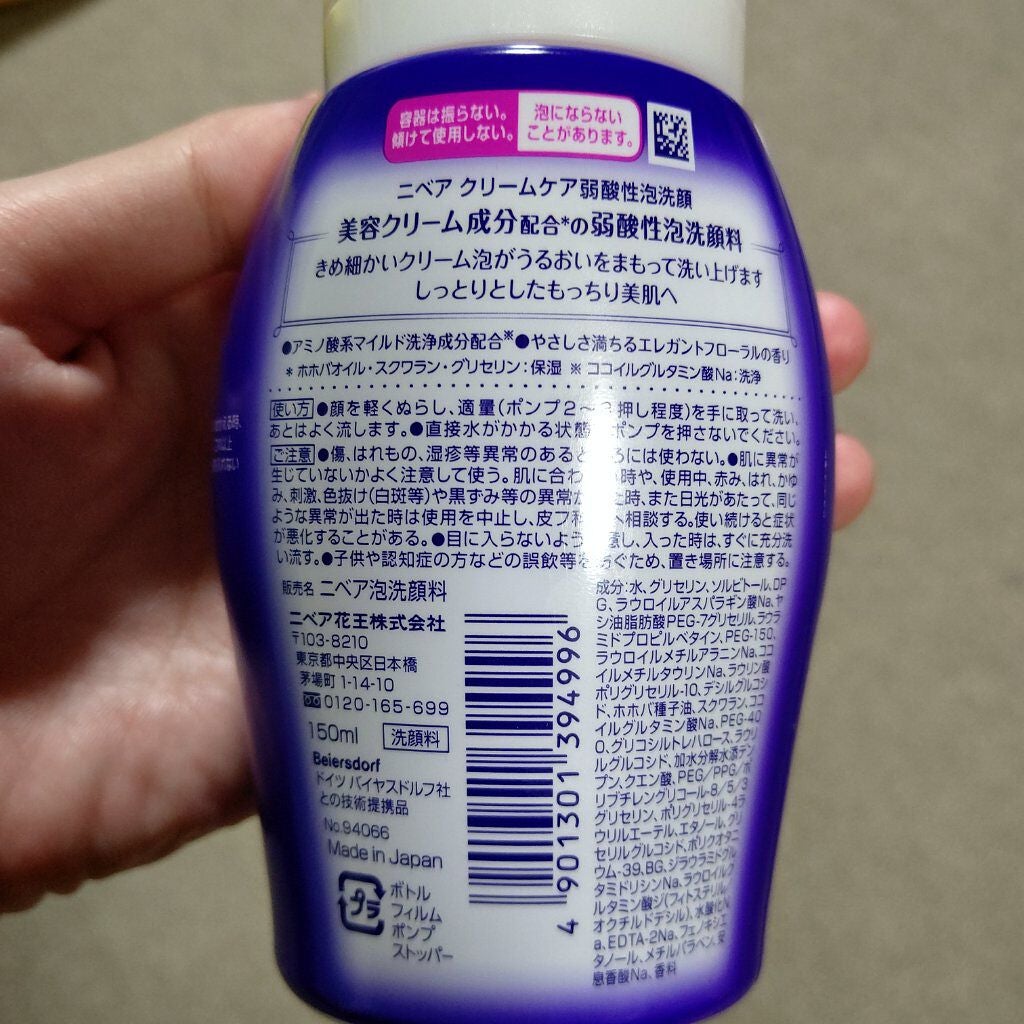 容器は振らない。
傾けて使用しない。
泡にならない
ことがあります。
ニベア クリームケア弱酸性泡洗顔
美容クリーム成分配合*の弱酸性泡洗顔料
きめ細かいクリーム泡がうるおいをまもって洗い上げます
しっとりとしたもっちり美肌へ
●アミノ酸系マイルド洗浄成分配合※●やさしさ満ちるエレガントフローラルの香り
* ホホバオイル・スクワラン・グリセリン:保湿 ※ ココイルグルタミン酸Na:洗浄
使い方 ●顔を軽くぬらし、適量(ポンプ2〜3押し程度)を手に取って洗い、
あとはよく流します。●直接水がかかる状態 ポンプを押さないでください。
ご注意 ●傷、はれもの、湿疹等異常のあると ろには使わない。●肌に異常が
生じていないかよく注意して使う。肌に合わ い時や、使用中、赤み、はれ、かゆ
み、刺激、色抜け(白斑等)や黒ずみ等の異常が た時、また日光があたって、同じ
ような異常が出た時は使用を中止し、皮フ科 へ相談する。使い続けると症状
が悪化することがある。●目に入らないよう 意し、入った時は、すぐに充分洗
い流す。●子供や認知症の方などの誤飲等を ぐため、置き場所に注意する。
販売名 ニベア泡洗顔料
ニベア花王株式会社
〒103-8210
東京都中央区日本橋
茅場町1-14-10
0120-165-699
150ml 洗顔料
Beiersdorf
ドイツ バイヤスドルフ社
との技術提携品
No.94066
Made in Japan
プラ
ボトル
フィルム
ポンプ
ストッパー
4 901301 394996
成分:水、グリセリン、ソルビトール、DP
G、ラウロイルアスパラギン酸Na、ヤ
シ油脂肪酸PEG-7グリセリル、ラウラ
ミドプロピルベタイン、PEG-150、
ラウロイルメチルアラニンNa、ココ
イルメチルタウリンNa、ラウリン酸
ポリグリセリル-10、デシルグルコシ
ド、ホホバ種子油、スクワラン、ココ
イルグルタミン酸Na、PEG-40
0、グリコシルトレハロース、ラウリ
ルグルコシド、加水分解水添デン
プン、クエン酸、PEG/PPG/ポ
リブチレングリコール-8/5/3
グリセリン、ポリグリセリル-4ラ
ウリルエーテル、エタノール、グリ
セリルグルコシド、ポリクオタニ
ウム-39、BG、ジラウラミドグル
タミドリシンNa、ラウロイルグ
ルタミン酸ジ(フィトステリル/
オクチルドデシル)、水酸化N
a、EDTA-2Na、フェノキシエ
タノール、メチルパラベン、安
息香酸Na、香料